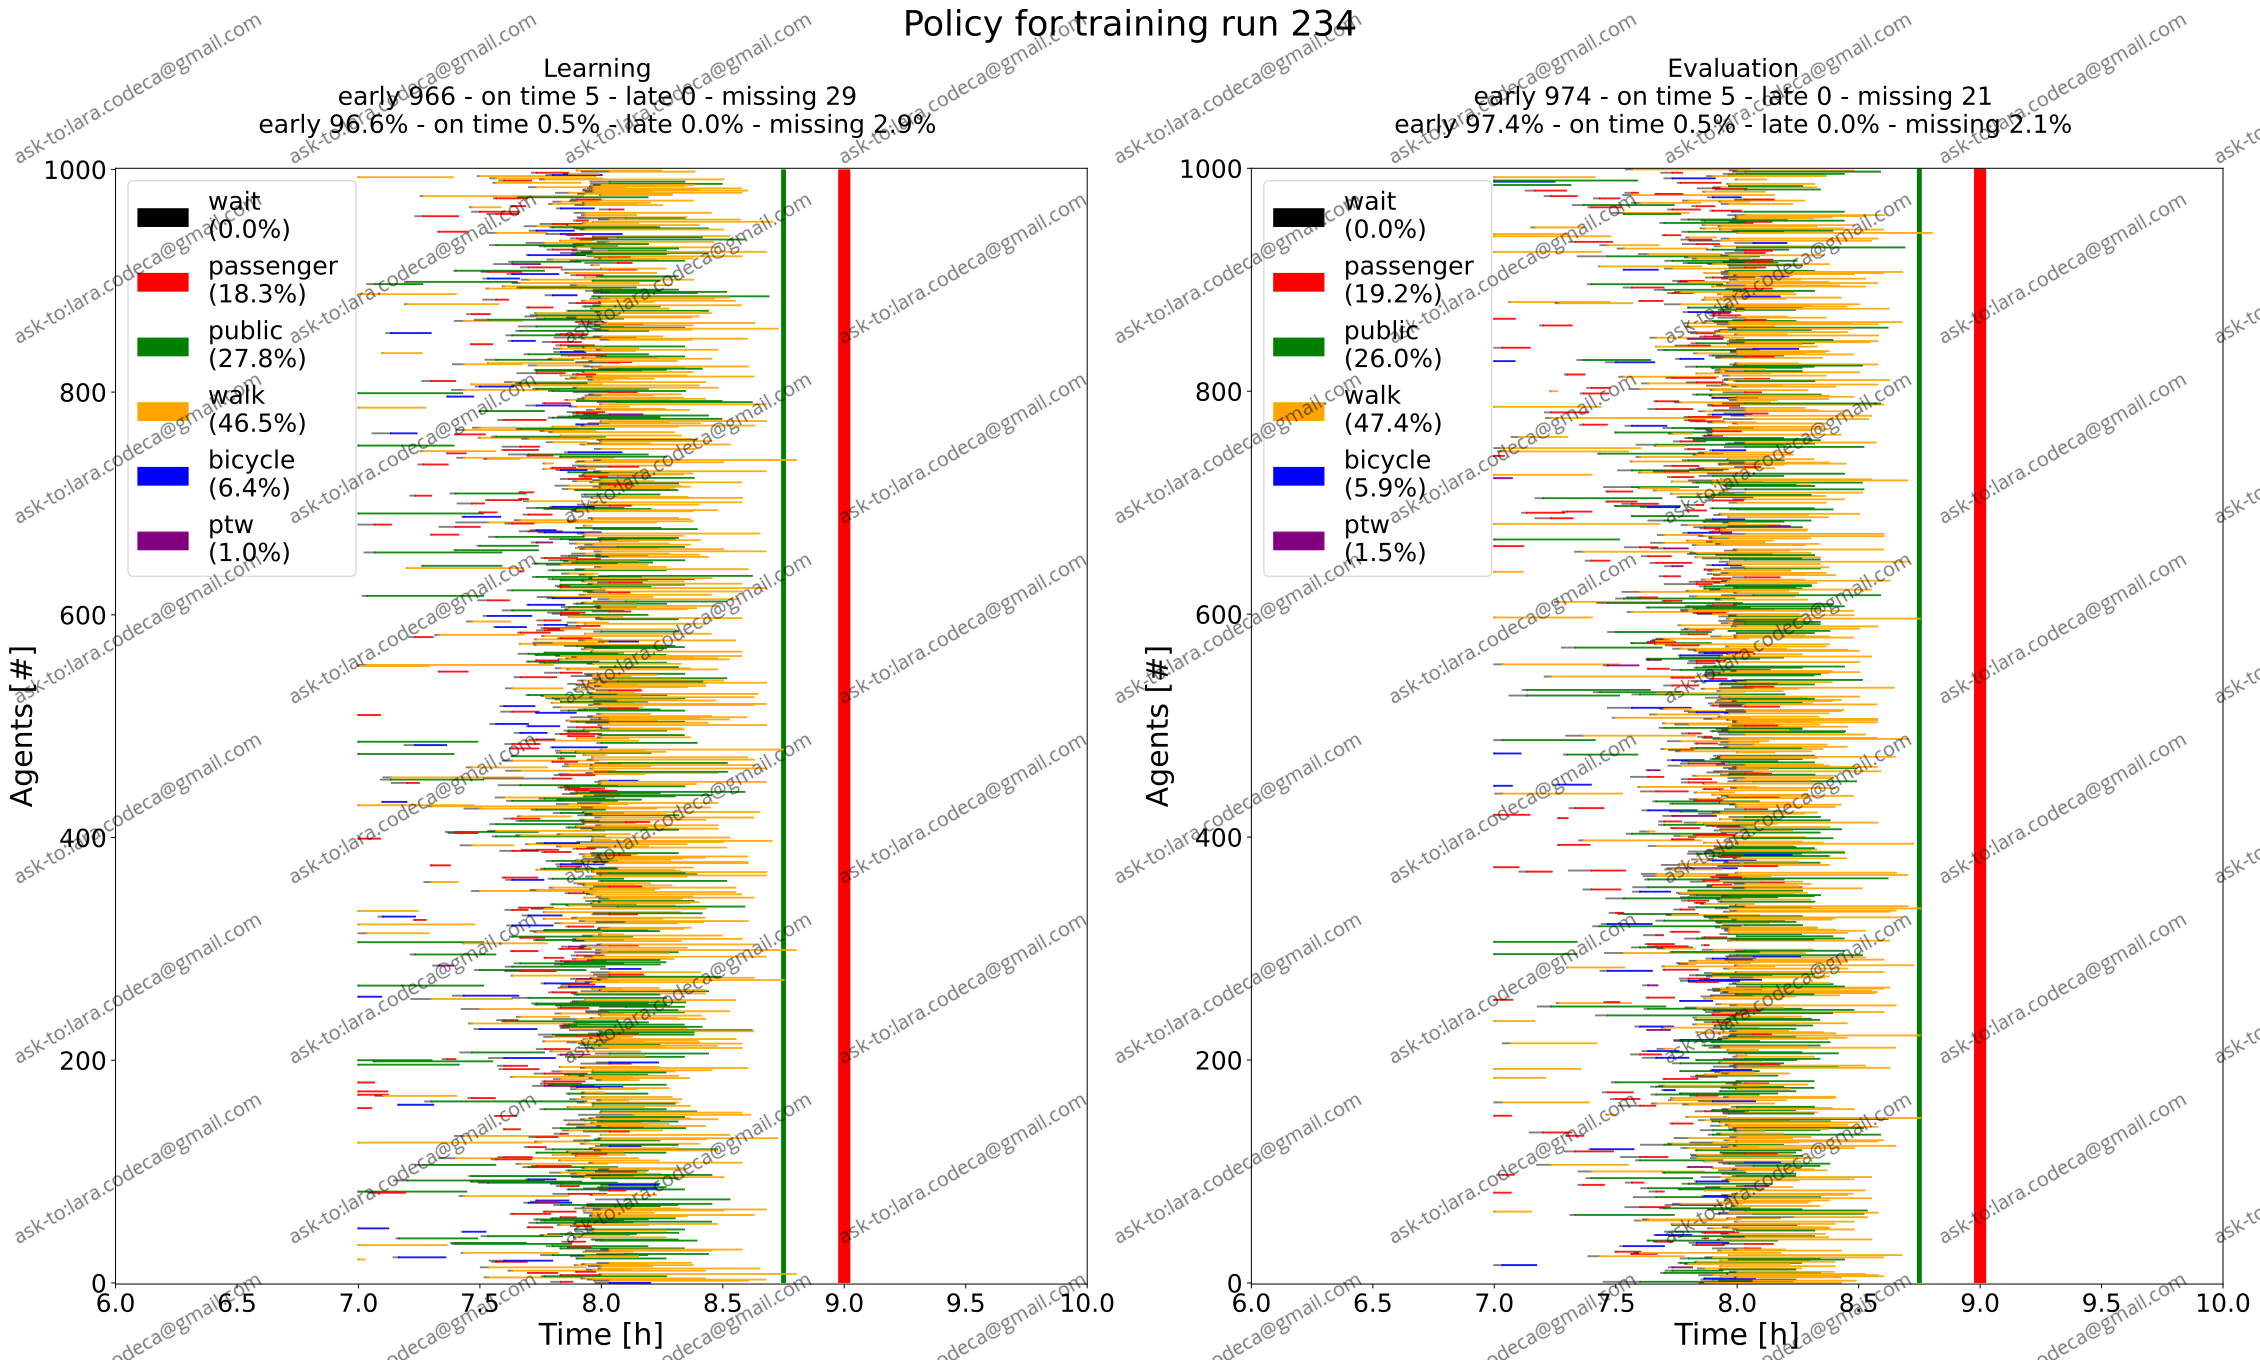 Policy for training run 234
Learning
early 966 - on time 5 - late 0 - missing 29
early 96.6% - on time 0.5% - late 0.0% - missing 2.9%
Agents [#]
1000
800
600
400
200
0
wait
(0.0%)
passenger
(18.3%)
public
(27.8%)
walk
(46.5%)
bicycle
(6.4%)
ptw
(1.0%)
6.0 6.5 7.0 7.5 8.0 8.5 9.0 9.5 10.0
Time [h]
Evaluation
early 974 - on time 5 - late 0 - missing 21
early 97.4% - on time 0.5% - late 0.0% - missing 2.1%
Agents [#]
1000
800
600
400
200
0
wait
(0.0%)
passenger
(19.2%)
public
(26.0%)
walk
(47.4%)
bicycle
(5.9%)
ptw
(1.5%)
6.0 6.5 7.0 7.5 8.0 8.5 9.0 9.5 10.0
Time [h]
ask-to:lara.codeca@gmail.com